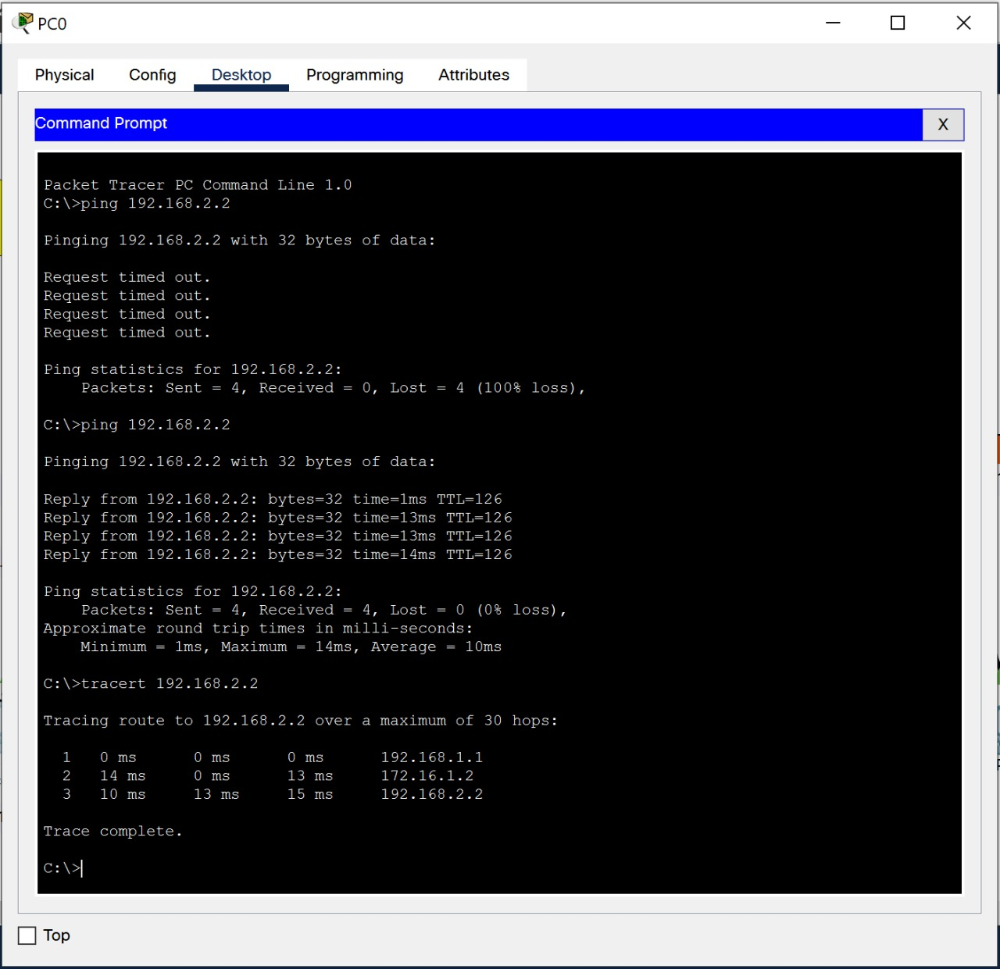 PC0
Physical Config Desktop Programming Attributes
Command Prompt X
Packet Tracer PC Command Line 1.0
C:\>ping 192.168.2.2
Pinging 192.168.2.2 with 32 bytes of data:
Request timed out.
Request timed out.
Request timed out.
Request timed out.
Ping statistics for 192.168.2.2:
Packets: Sent = 4, Received = 0, Lost = 4 (100% loss),
C:\>ping 192.168.2.2
Pinging 192.168.2.2 with 32 bytes of data:
Reply from 192.168.2.2: bytes=32 time=1ms TTL=126
Reply from 192.168.2.2: bytes=32 time=13ms TTL=126
Reply from 192.168.2.2: bytes=32 time=13ms TTL=126
Reply from 192.168.2.2: bytes=32 time=14ms TTL=126
Ping statistics for 192.168.2.2:
Packets: Sent = 4, Received = 4, Lost = 0 (0% loss),
Approximate round trip times in milli-seconds:
Minimum = 1ms, Maximum = 14ms, Average = 10ms
C:\>tracert 192.168.2.2
Tracing route to 192.168.2.2 over a maximum of 30 hops:
1 0 ms 0 ms 0 ms 192.168.1.1
2 14 ms 0 ms 13 ms 172.16.1.2
3 10 ms 13 ms 15 ms 192.168.2.2
Trace complete.
C:\>
Top